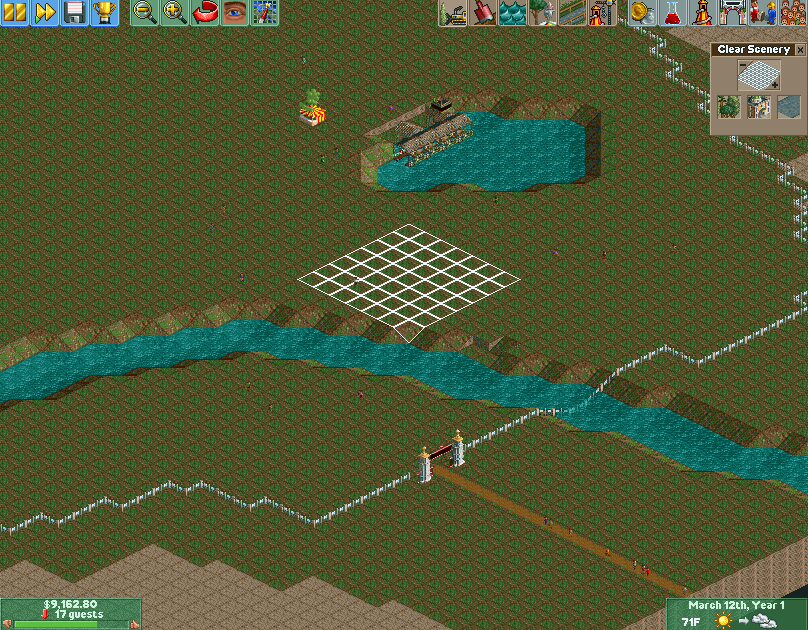 Clear Scenery
$9,162.80
17 guests
March 12th, Year 1
71F